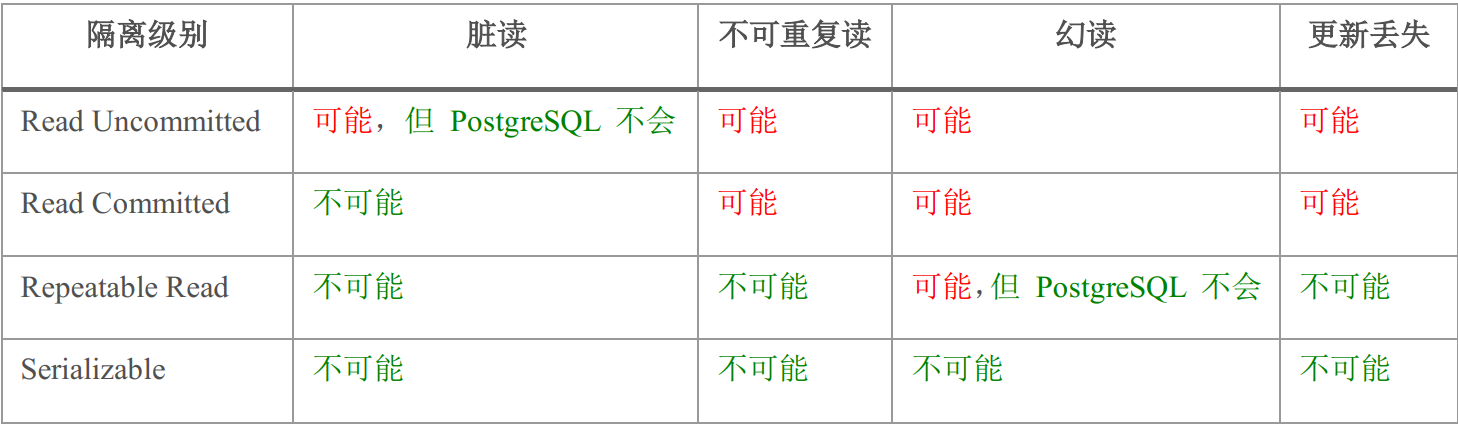 隔离级别 脏读 不可重复读 幻读 更新丢失
Read Uncommitted 可能，但 PostgreSQL 不会 可能 可能 可能
Read Committed 不可能 可能 可能 可能
Repeatable Read 不可能 不可能 可能，但 PostgreSQL 不会 不可能
Serializable 不可能 不可能 不可能 不可能